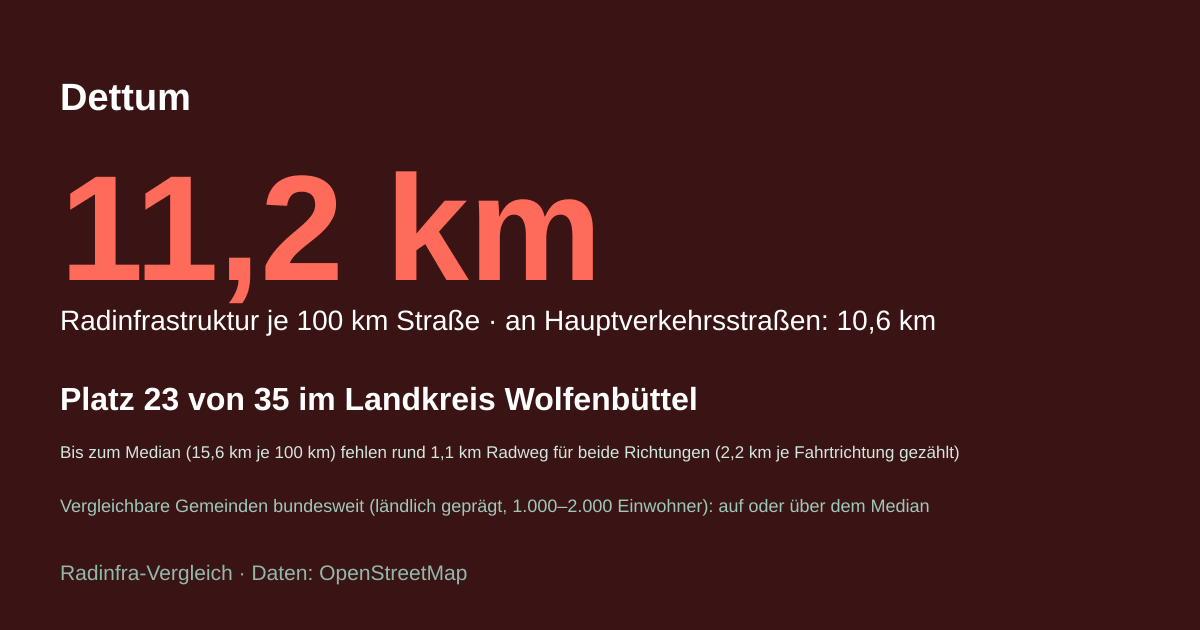 Dettum
11,2 km
Radinfrastruktur je 100 km Straße · an Hauptverkehrsstraßen: 10,6 km
Platz 23 von 35 im Landkreis Wolfenbüttel
Bis zum Median (15,6 km je 100 km) fehlen rund 1,1 km Radweg für beide Richtungen (2,2 km je Fahrtrichtung gezählt)
Vergleichbare Gemeinden bundesweit (ländlich geprägt, 1.000–2.000 Einwohner): auf oder über dem Median
Radinfra-Vergleich · Daten: OpenStreetMap